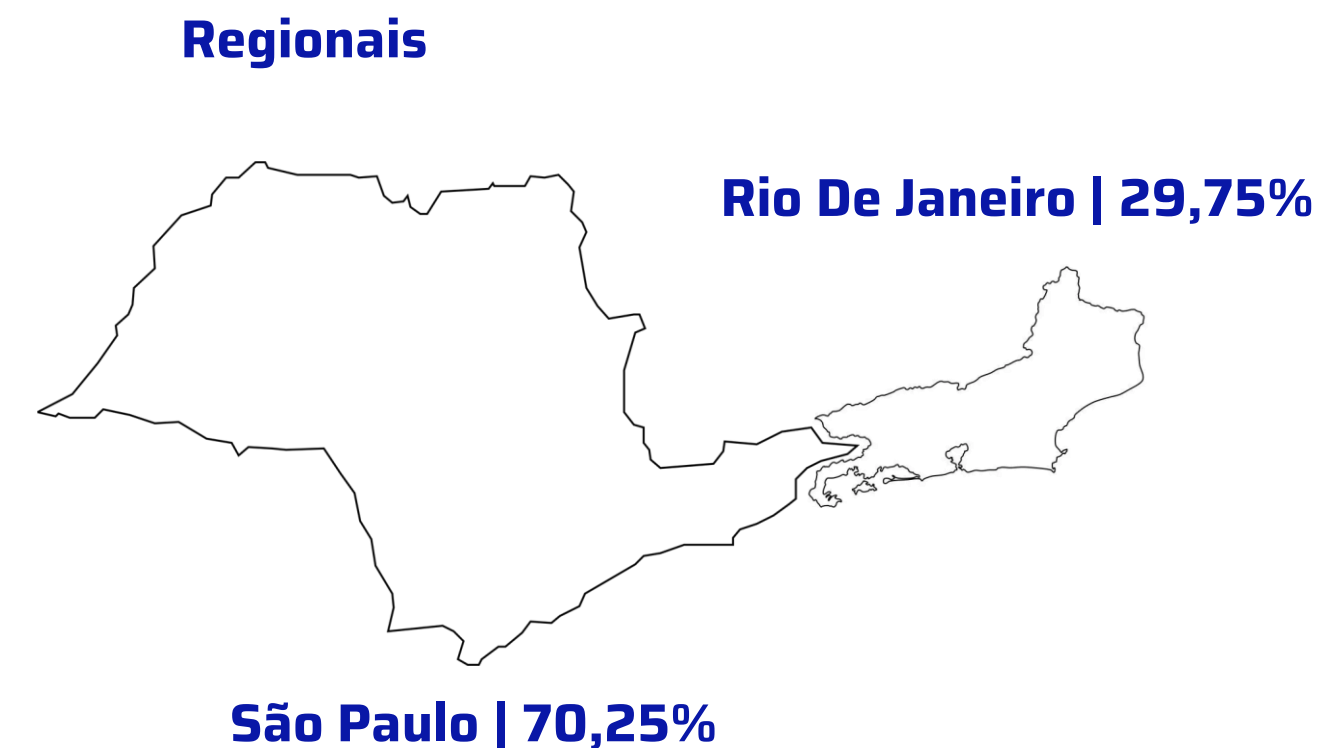 Regionais
Rio De Janeiro | 29,75%
São Paulo | 70,25%